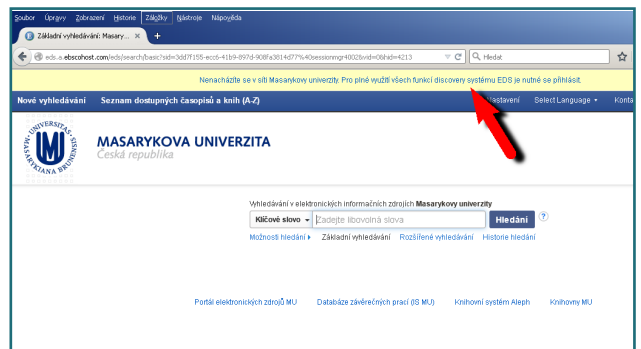 Soubor Úpravy Zobrazení Historie Záložky Nástroje Nápověda
Základní vyhledávání: Masary... × +
eds.a.ebscohost.com/eds/search/basic?sid=3dd7f155-ecc6-41b9-897d-908fa3814d77%40sessionmgr4002&vid=0&hid=4213
Hledat
Nenacházíte se v síti Masarykovy univerzity. Pro plné využití všech funkcí discovery systému EDS je nutné se přihlásit.
Nové vyhledávání Seznam dostupných časopisů a knih (A-Z) Nastavení Select Language Konta
MASARYKOVA UNIVERZITA
Česká republika
UNIVERSITAS MASARYKIANA BRUNENSIS
Vyhledávání v elektronických informačních zdrojích Masarykovy univerzity
Klíčové slovo Zadejte libovolná slova Hledání ?
Možnosti hledání Základní vyhledávání Rozšířené vyhledávání Historie hledání
Portál elektronických zdrojů MU Databáze závěrečných prací (IS MU) Knihovní systém Aleph Knihovny MU